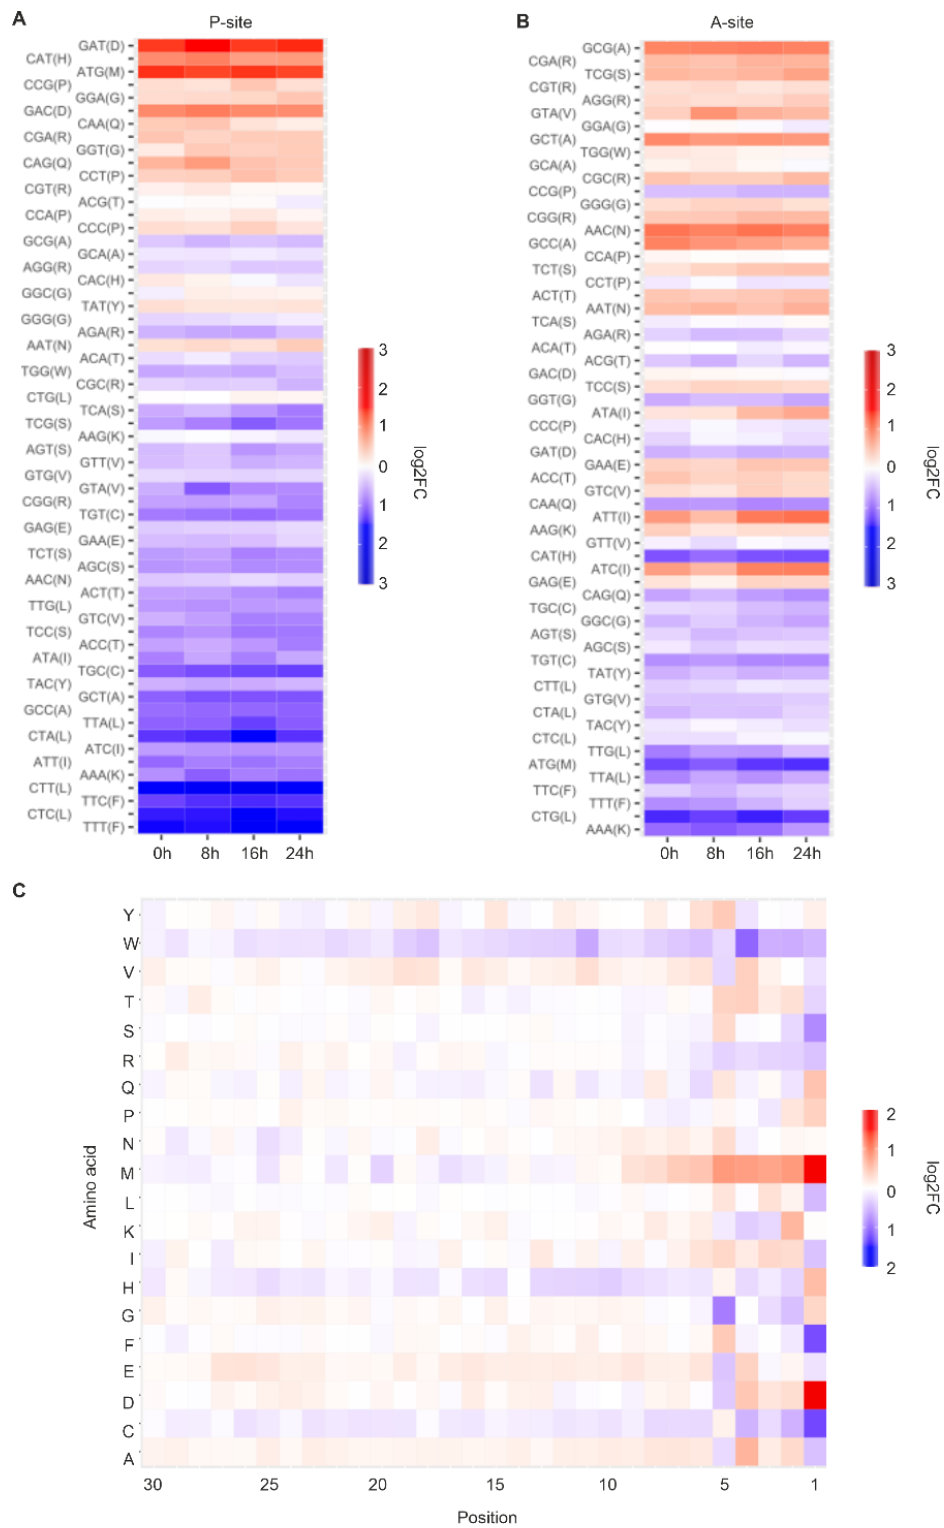 A
P-site
GAT(D)
CAT(H)
ATG(M)
CCG(P)
GGA(G)
GAC(D)
CAA(Q)
CGA(R)
GGT(G)
CAG(Q)
CCT(P)
CGT(R)
ACG(T)
CCA(P)
CCC(P)
GCG(A)
GCA(A)
AGG(R)
CAC(H)
GGC(G)
TAT(Y)
GGG(G)
AGA(R)
AAT(N)
ACA(T)
TGG(W)
CGC(R)
CTG(L)
TCA(S)
TCG(S)
AAG(K)
AGT(S)
GTT(V)
GTG(V)
GTA(V)
CGG(R)
TGT(C)
GAG(E)
GAA(E)
TCT(S)
AGC(S)
AAC(N)
ACT(T)
TTG(L)
GTC(V)
TCC(S)
ACC(T)
ATA(I)
TGC(C)
TAC(Y)
GCT(A)
GCC(A)
TTA(L)
CTA(L)
ATC(I)
ATT(I)
AAA(K)
CTT(L)
TTC(F)
CTC(L)
TTT(F)
0h 8h 16h 24h
3
2
1
0
1
2
3
log2FC
B
A-site
GCG(A)
CGA(R)
TCG(S)
CGT(R)
AGG(R)
GTA(V)
GGA(G)
GCT(A)
TGG(W)
GCA(A)
CGC(R)
CCG(P)
GGG(G)
CGG(R)
AAC(N)
GCC(A)
CCA(P)
TCT(S)
CCT(P)
ACT(T)
AAT(N)
TCA(S)
AGA(R)
ACA(T)
ACG(T)
GAC(D)
TCC(S)
GGT(G)
ATA(I)
CCC(P)
CAC(H)
GAT(D)
GAA(E)
ACC(T)
GTC(V)
CAA(Q)
ATT(I)
AAG(K)
GTT(V)
CAT(H)
ATC(I)
GAG(E)
CAG(Q)
TGC(C)
GGC(G)
AGT(S)
AGC(S)
TGT(C)
TAT(Y)
CTT(L)
GTG(V)
CTA(L)
TAC(Y)
CTC(L)
TTG(L)
ATG(M)
TTA(L)
TTC(F)
TTT(F)
CTG(L)
AAA(K)
0h 8h 16h 24h
3
2
1
0
1
2
3
log2FC
C
Amino acid
Y
W
V
T
S
R
Q
P
N
M
L
K
I
H
G
F
E
D
C
A
30 25 20 15 10 5 1
Position
2
1
0
1
2
log2FC